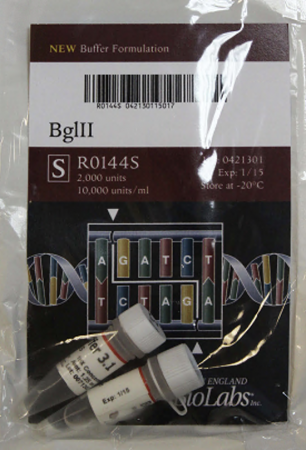 NEW Buffer Formulation
R0144S 042130115017
BglII
S R0144S
0421301
2,000 units
Exp: 1/15
10,000 units/ml
Store at -20°C
A G A T C T
T C T A G A
3.1
Exp: 1/15
ENGLAND
Labs Inc.